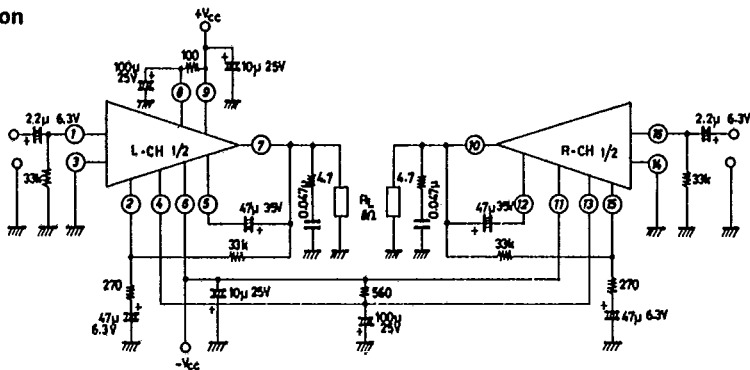 on
+Vcc
100μ 25V
100
10μ 25V
8
9
2.2μ 6.3V
1
3
33k
L-CH 1/2
7
2
4
6
5
47μ 35V
33k
0.047μ
4.7
RL 8Ω
270
47μ 6.3V
10μ 25V
-Vcc
560
100μ 25V
10
R-CH 1/2
16
14
2.2μ 6.3V
33k
4.7
0.047μ
47μ 35V
12
11
13
15
33k
270
47μ 6.3V